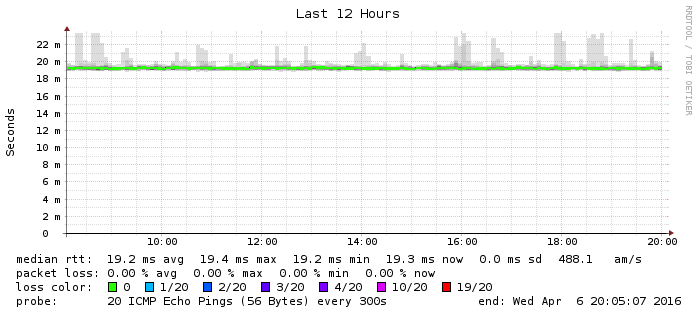 Last 12 Hours
RRDTOOL / TOBI OETIKER
Seconds
22 m
20 m
18 m
16 m
14 m
12 m
10 m
8 m
6 m
4 m
2 m
0
10:00 12:00 14:00 16:00 18:00 20:00
median rtt: 19.2 ms avg 19.4 ms max 19.2 ms min 19.3 ms now 0.0 ms sd 488.1 am/s
packet loss: 0.00 % avg 0.00 % max 0.00 % min 0.00 % now
loss color: 0 1/20 2/20 3/20 4/20 10/20 19/20
probe: 20 ICMP Echo Pings (56 Bytes) every 300s end: Wed Apr 6 20:05:07 2016